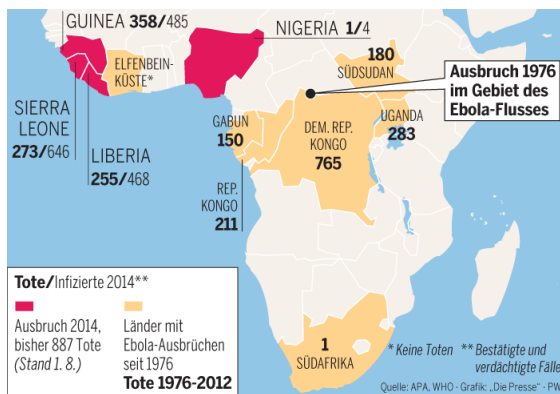 GUINEA 358/485
NIGERIA 1/4
ELFENBEIN-
KÜSTE*
180
SÜDSUDAN
Ausbruch 1976
im Gebiet des
Ebola-Flusses
SIERRA
LEONE
273/646
LIBERIA
255/468
GABUN
150
DEM. REP.
KONGO
765
UGANDA
283
REP.
KONGO
211
Tote/Infizierte 2014**
Ausbruch 2014,
bisher 887 Tote
(Stand 1. 8.)
Länder mit
Ebola-Ausbrüchen
seit 1976
Tote 1976-2012
1
SÜDAFRIKA
* Keine Toten
** Bestätigte und
verdächtigte Fälle
Quelle: APA, WHO · Grafik: „Die Presse“ · PW